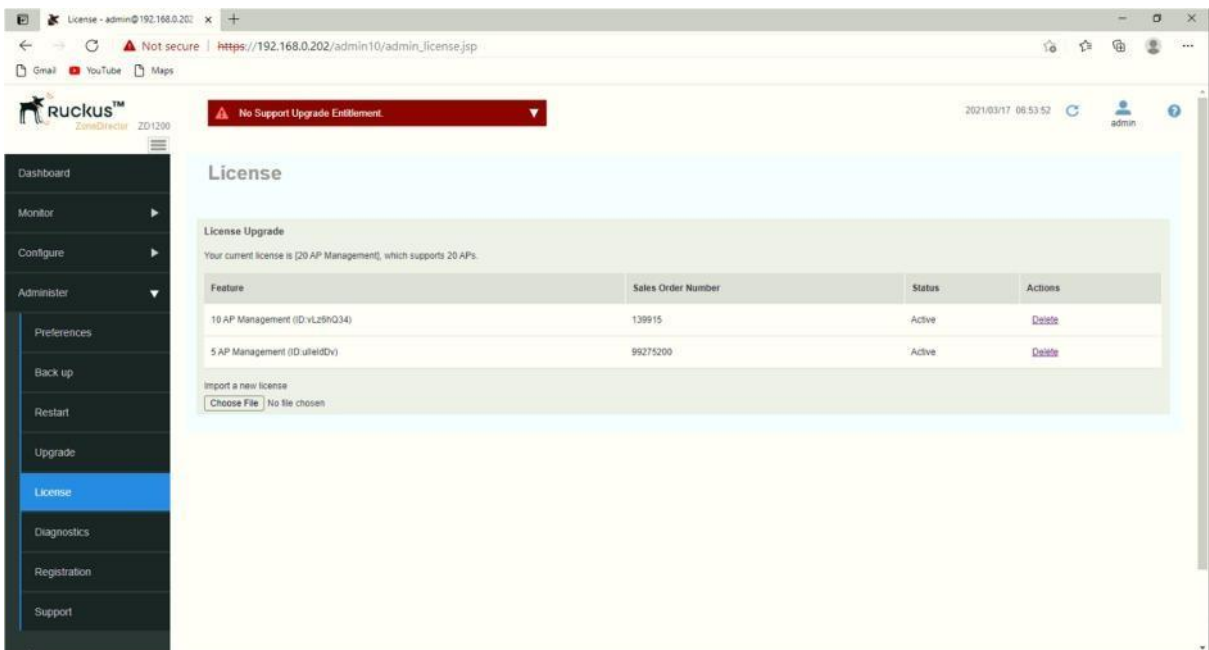 License - admin@192.168.0.202
Not secure https://192.168.0.202/admin10/admin_license.jsp
Gmail YouTube Maps
RUCKUS™
ZoneDirector ZD1200
No Support Upgrade Entitlement.
2021/03/17 06:53:52
admin
Dashboard
Monitor
Configure
Administer
Preferences
Back up
Restart
Upgrade
License
Diagnostics
Registration
Support
License
License Upgrade
Your current license is [20 AP Management], which supports 20 APs.
Feature Sales Order Number Status Actions
10 AP Management (ID:vLz6hQ34) 139915 Active Delete
5 AP Management (ID:ulleldDv) 99275200 Active Delete
Import a new license
Choose File No file chosen